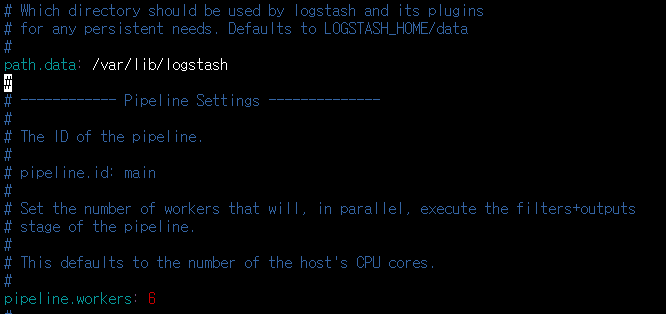 # Which directory should be used by logstash and its plugins
# for any persistent needs. Defaults to LOGSTASH_HOME/data
#
path.data: /var/lib/logstash
#
# ------------ Pipeline Settings --------------
#
# The ID of the pipeline.
#
# pipeline.id: main
#
# Set the number of workers that will, in parallel, execute the filters+outputs
# stage of the pipeline.
#
# This defaults to the number of the host's CPU cores.
#
pipeline.workers: 6
#